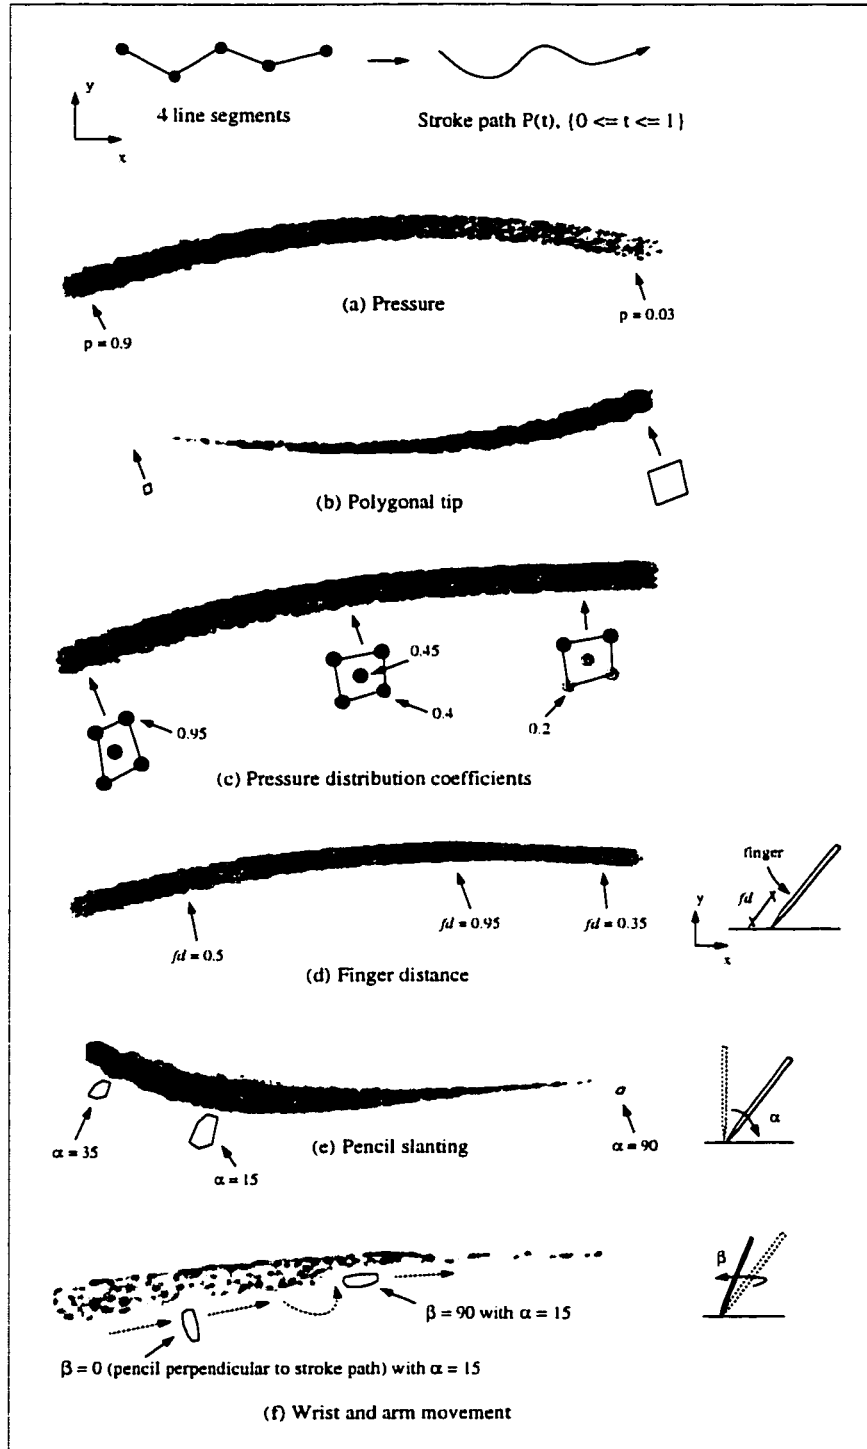 y
x
4 line segments
Stroke path P(t), {0 <= t <= 1}
(a) Pressure
p = 0.9
p = 0.03
(b) Polygonal tip
0.95
0.45
0.4
0.2
(c) Pressure distribution coefficients
fd = 0.5
fd = 0.95
fd = 0.35
finger
fd
y
x
(d) Finger distance
α = 35
α = 15
(e) Pencil slanting
α = 90
α
β
β = 90 with α = 15
β = 0 (pencil perpendicular to stroke path) with α = 15
(f) Wrist and arm movement